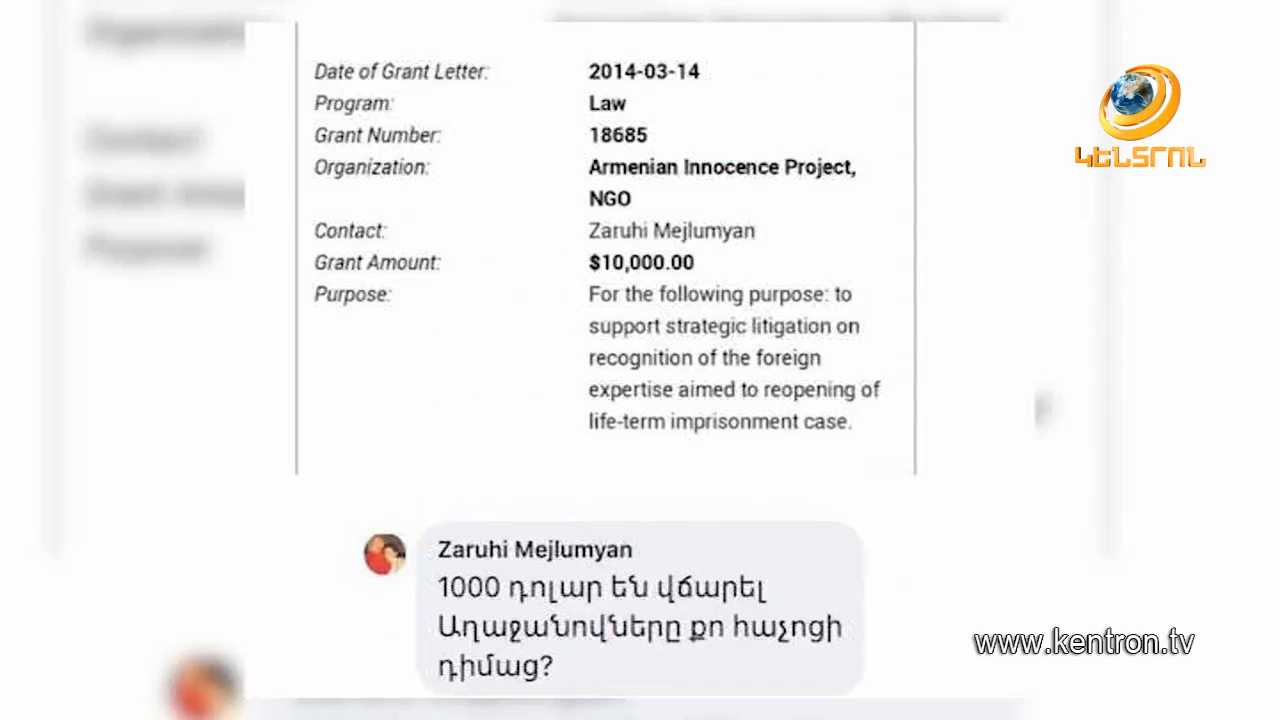 Date of Grant Letter: 2014-03-14
Program: Law
Grant Number: 18685
Organization: Armenian Innocence Project,
NGO
Contact: Zaruhi Mejlumyan
Grant Amount: $10,000.00
Purpose: For the following purpose: to
support strategic litigation on
recognition of the foreign
expertise aimed to reopening of
life-term imprisonment case.
ԿԵՆՏՐՈՆ
Zaruhi Mejlumyan
1000 դոլար են վճարել
Աղաջանովները քո հաչոցի
դիմաց?
www.kentron.tv